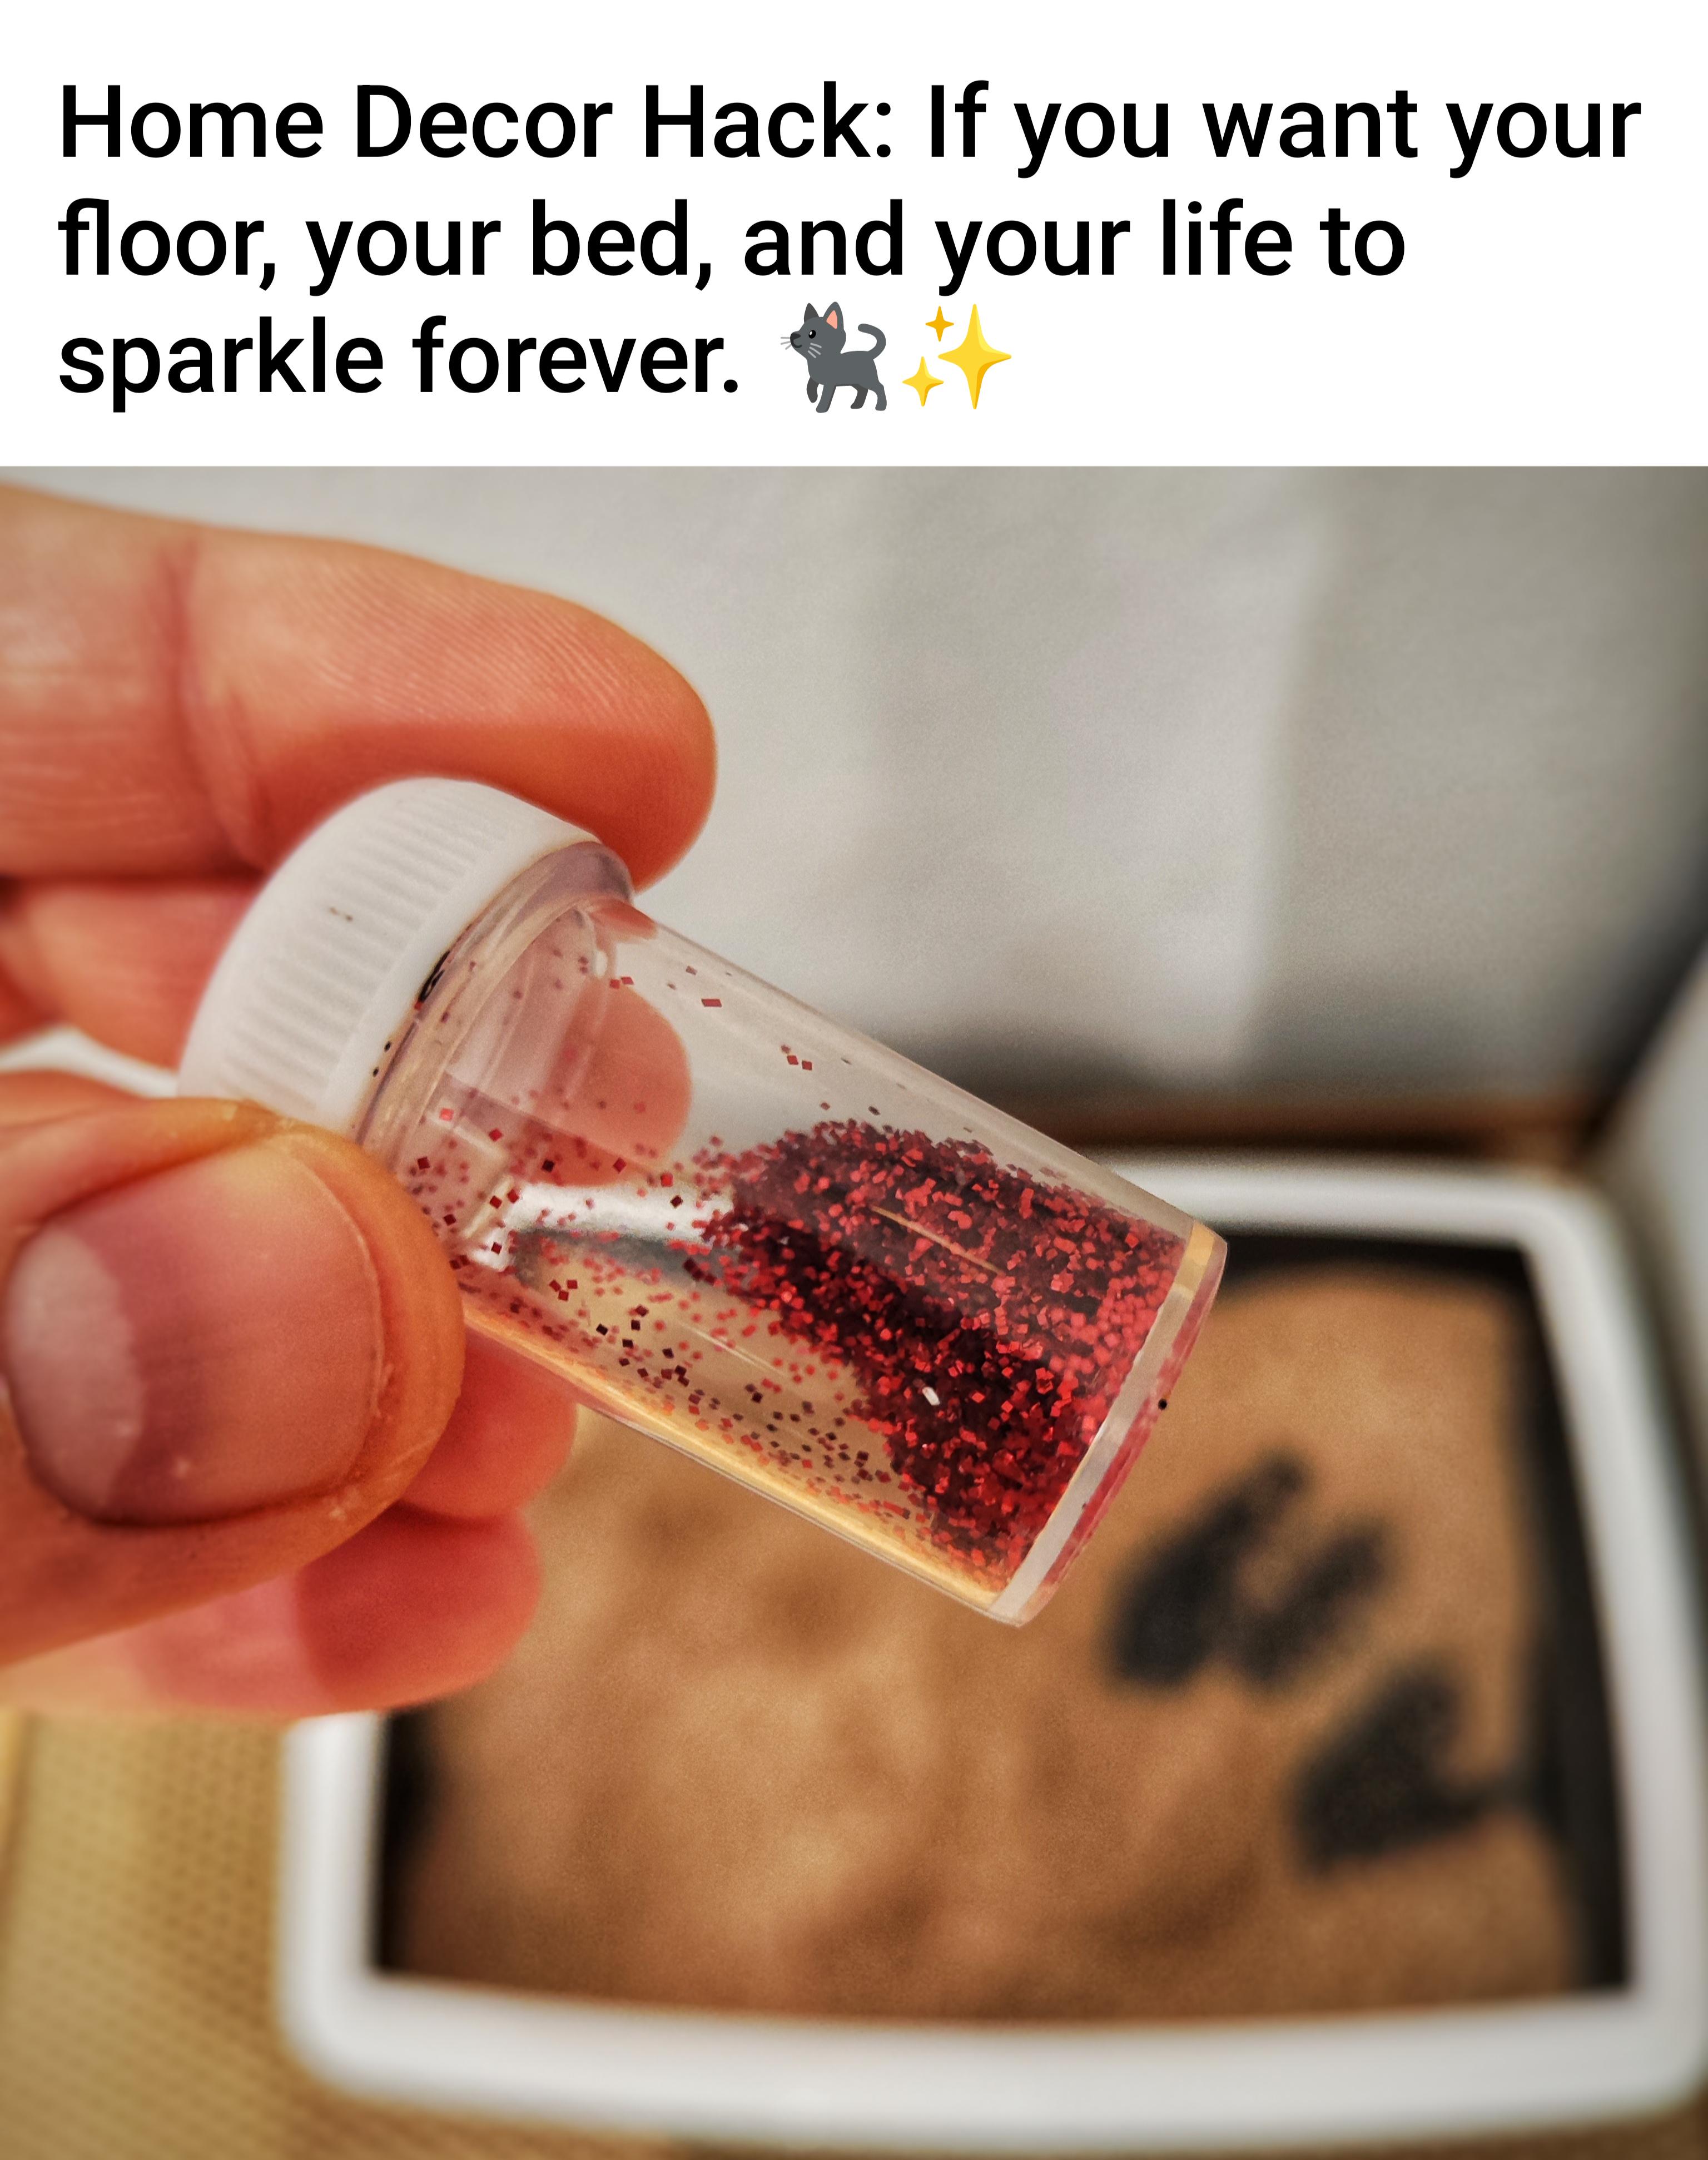 Home Decor Hack: If you want your
floor, your bed, and your life to
sparkle forever. 🐈‍⬛✨